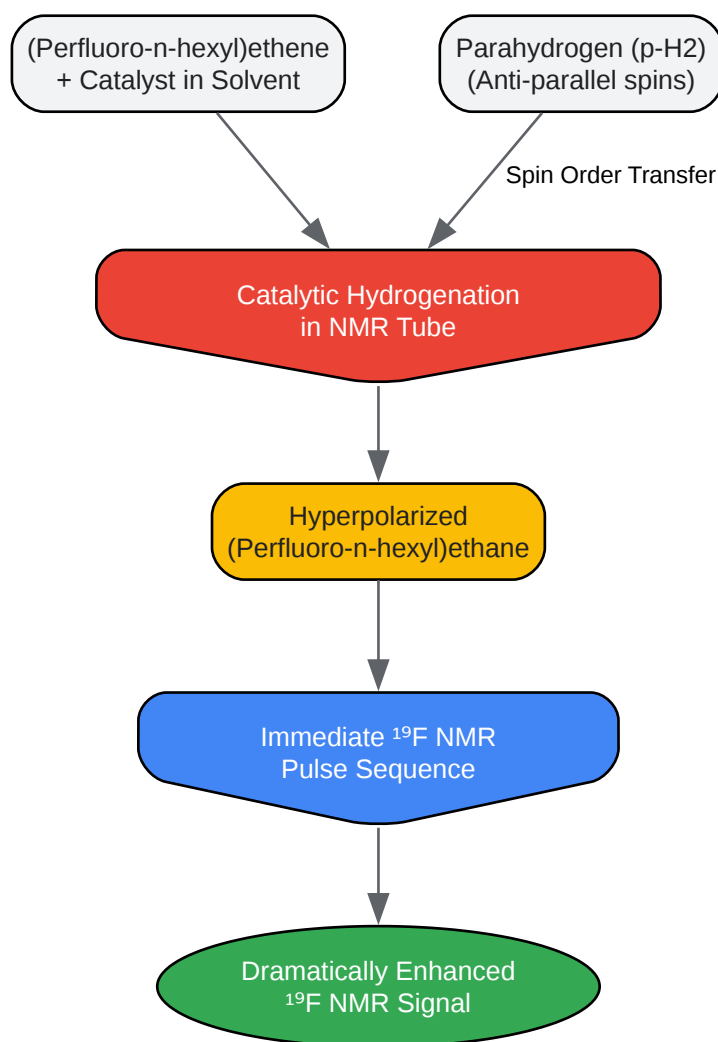 (Perfluoro-n-hexyl)ethene
+ Catalyst in Solvent
Parahydrogen (p-H2)
(Anti-parallel spins)
Spin Order Transfer
Catalytic Hydrogenation
in NMR Tube
Hyperpolarized
(Perfluoro-n-hexyl)ethane
Immediate ¹⁹F NMR
Pulse Sequence
Dramatically Enhanced
¹⁹F NMR Signal